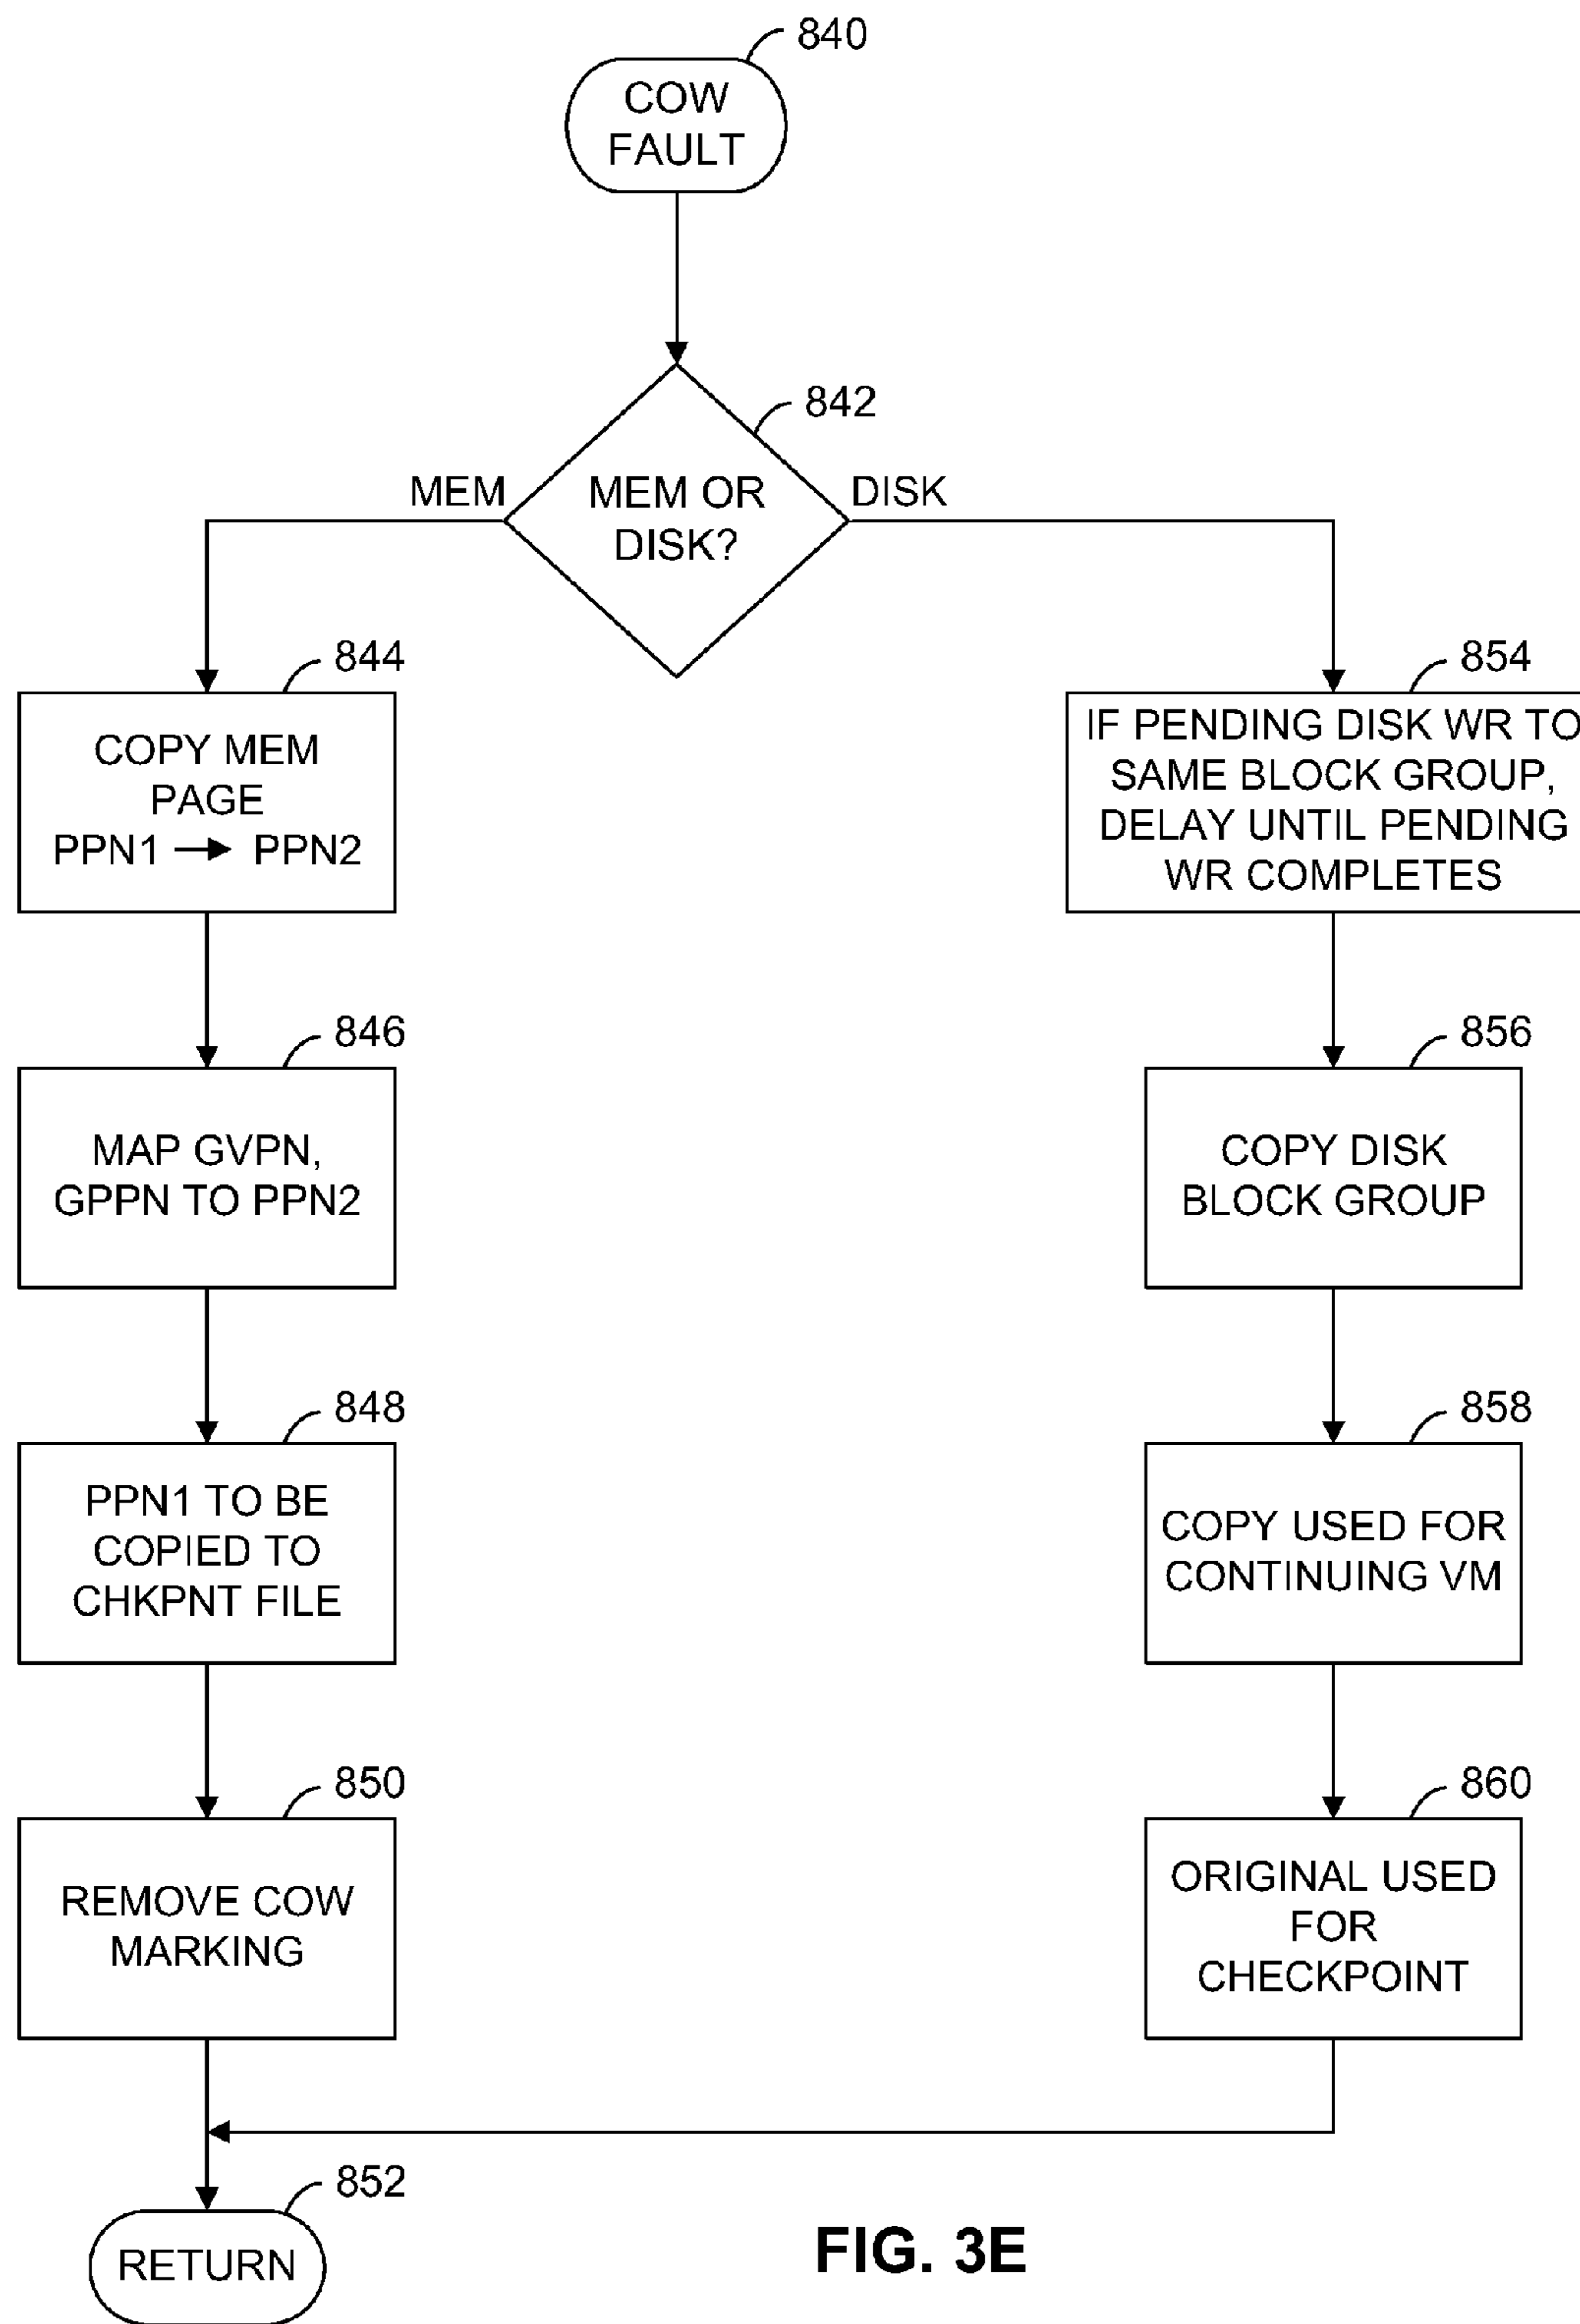 840
COW
FAULT
842
MEM
MEM OR
DISK?
DISK
844
COPY MEM
PAGE
PPN1 → PPN2
854
IF PENDING DISK WR TO
SAME BLOCK GROUP,
DELAY UNTIL PENDING
WR COMPLETES
846
MAP GVPN,
GPPN TO PPN2
856
COPY DISK
BLOCK GROUP
848
PPN1 TO BE
COPIED TO
CHKPNT FILE
858
COPY USED FOR
CONTINUING VM
850
REMOVE COW
MARKING
860
ORIGINAL USED
FOR
CHECKPOINT
852
RETURN
FIG. 3E